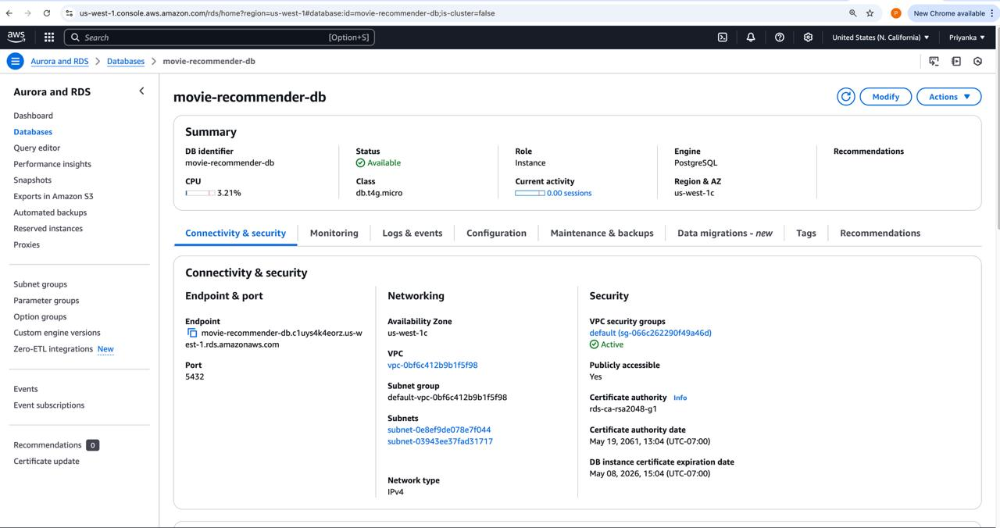 us-west-1.console.aws.amazon.com/rds/home?region=us-west-1#database:id=movie-recommender-db;is-cluster=false
P
New Chrome available
aws
Search
[Option+S]
United States (N. California)
Priyanka
Aurora and RDS
Databases
movie-recommender-db
Aurora and RDS
Dashboard
Databases
Query editor
Performance insights
Snapshots
Exports in Amazon S3
Automated backups
Reserved instances
Proxies
Subnet groups
Parameter groups
Option groups
Custom engine versions
Zero-ETL integrations New
Events
Event subscriptions
Recommendations 0
Certificate update
movie-recommender-db
Modify
Actions
Summary
DB identifier
movie-recommender-db
Status
Available
Role
Instance
Engine
PostgreSQL
Recommendations
CPU
3.21%
Class
db.t4g.micro
Current activity
0.00 sessions
Region & AZ
us-west-1c
Connectivity & security
Monitoring
Logs & events
Configuration
Maintenance & backups
Data migrations - new
Tags
Recommendations
Connectivity & security
Endpoint & port
Endpoint
movie-recommender-db.c1uys4k4eorz.us-w
est-1.rds.amazonaws.com
Port
5432
Networking
Availability Zone
us-west-1c
VPC
vpc-0bf6c412b9b1f5f98
Subnet group
default-vpc-0bf6c412b9b1f5f98
Subnets
subnet-0e8ef9de078e7f044
subnet-03943ee37fad31717
Network type
IPv4
Security
VPC security groups
default (sg-066c262290f49a46d)
Active
Publicly accessible
Yes
Certificate authority Info
rds-ca-rsa2048-g1
Certificate authority date
May 19, 2061, 13:04 (UTC-07:00)
DB instance certificate expiration date
May 08, 2026, 15:04 (UTC-07:00)